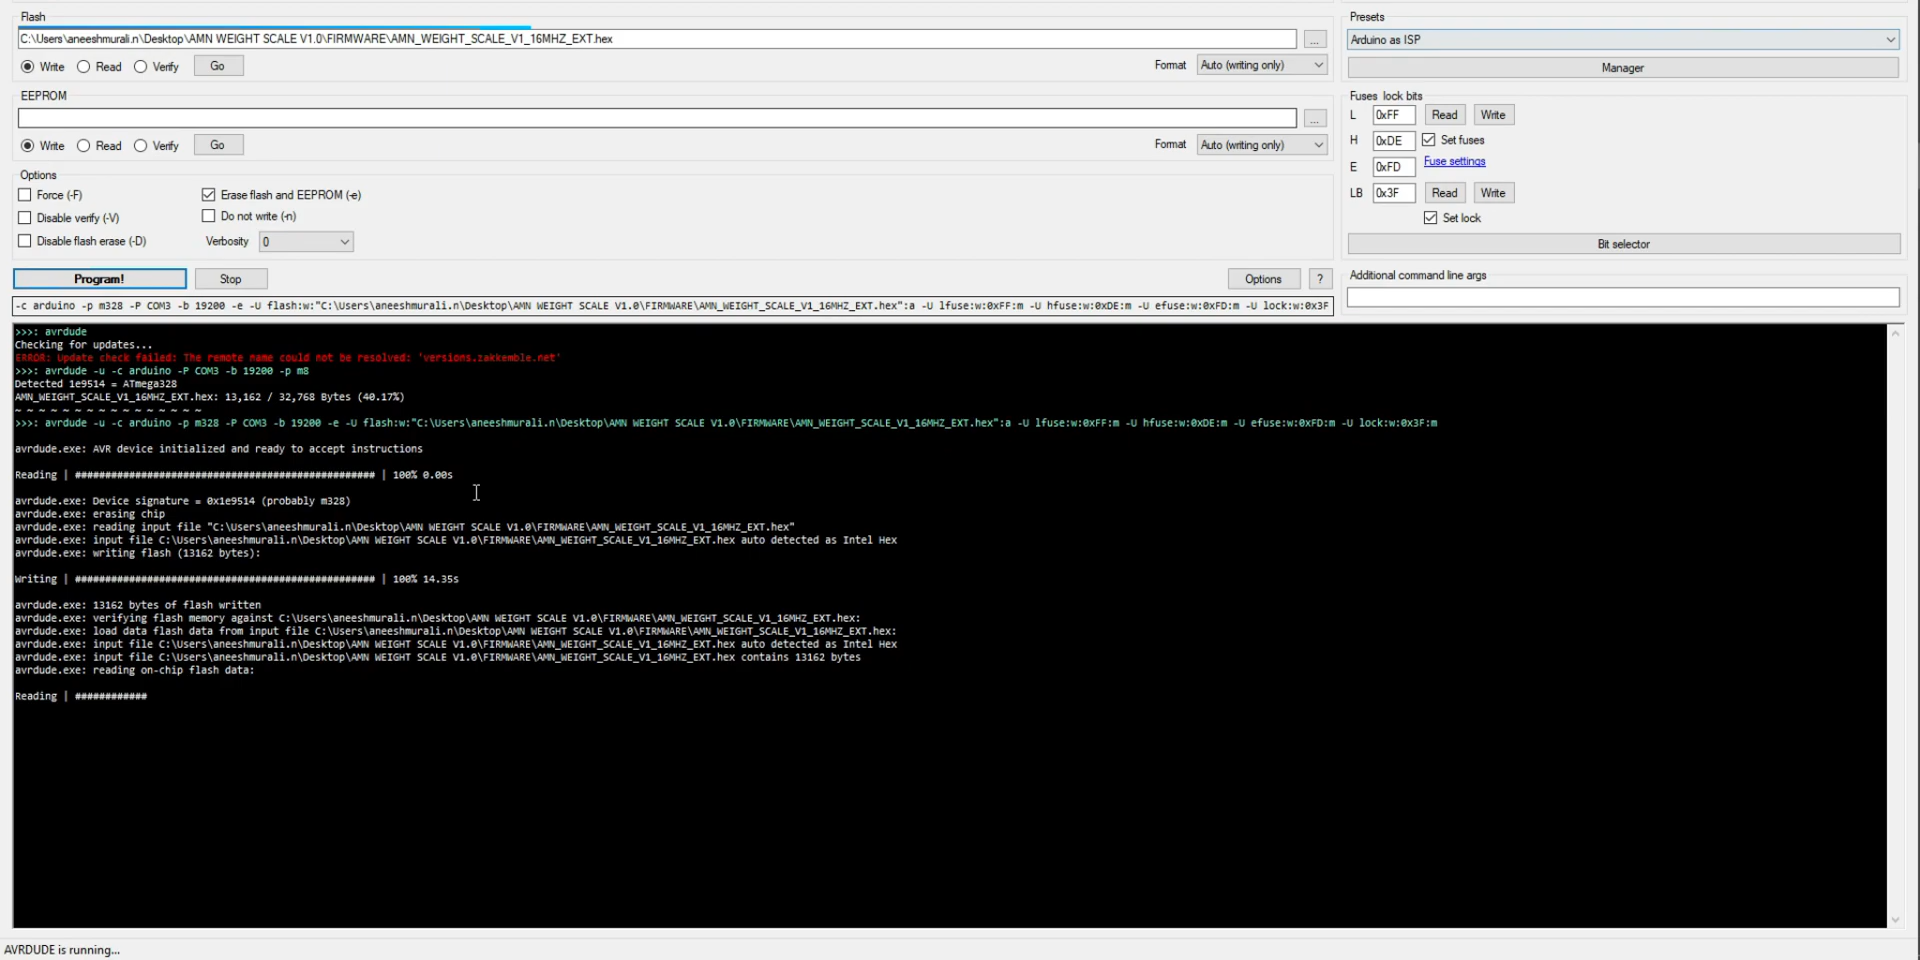 Flash
C:\Users\aneeshmurali.n\Desktop\AMN WEIGHT SCALE V1.0\FIRMWARE\AMN_WEIGHT_SCALE_V1_16MHZ_EXT.hex
...
Write Read Verify Go Format Auto (writing only)
EEPROM
...
Write Read Verify Go Format Auto (writing only)
Options
Force (-F) Erase flash and EEPROM (-e)
Disable verify (-V) Do not write (-n)
Disable flash erase (-D) Verbosity 0
Program! Stop Options ?
-c arduino -p m328 -P COM3 -b 19200 -e -U flash:w:"C:\Users\aneeshmurali.n\Desktop\AMN WEIGHT SCALE V1.0\FIRMWARE\AMN_WEIGHT_SCALE_V1_16MHZ_EXT.hex":a -U lfuse:w:0xFF:m -U hfuse:w:0xDE:m -U efuse:w:0xFD:m -U lock:w:0x3F
Presets
Arduino as ISP
Manager
Fuses lock bits
L 0xFF Read Write
H 0xDE Set fuses
E 0xFD Fuse settings
LB 0x3F Read Write
Set lock
Bit selector
Additional command line args
>>>: avrdude
Checking for updates...
ERROR: Update check failed: The remote name could not be resolved: 'versions.zakkemble.net'
>>>: avrdude -u -c arduino -P COM3 -b 19200 -p m8
Detected 1e9514 = ATmega328
AMN_WEIGHT_SCALE_V1_16MHZ_EXT.hex: 13,162 / 32,768 Bytes (40.17%)
~ ~ ~ ~ ~ ~ ~ ~ ~ ~ ~ ~ ~ ~ ~ ~
>>>: avrdude -u -c arduino -p m328 -P COM3 -b 19200 -e -U flash:w:"C:\Users\aneeshmurali.n\Desktop\AMN WEIGHT SCALE V1.0\FIRMWARE\AMN_WEIGHT_SCALE_V1_16MHZ_EXT.hex":a -U lfuse:w:0xFF:m -U hfuse:w:0xDE:m -U efuse:w:0xFD:m -U lock:w:0x3F:m
avrdude.exe: AVR device initialized and ready to accept instructions
Reading | ################################################## | 100% 0.00s
avrdude.exe: Device signature = 0x1e9514 (probably m328)
avrdude.exe: erasing chip
avrdude.exe: reading input file "C:\Users\aneeshmurali.n\Desktop\AMN WEIGHT SCALE V1.0\FIRMWARE\AMN_WEIGHT_SCALE_V1_16MHZ_EXT.hex"
avrdude.exe: input file C:\Users\aneeshmurali.n\Desktop\AMN WEIGHT SCALE V1.0\FIRMWARE\AMN_WEIGHT_SCALE_V1_16MHZ_EXT.hex auto detected as Intel Hex
avrdude.exe: writing flash (13162 bytes):
Writing | ################################################## | 100% 14.35s
avrdude.exe: 13162 bytes of flash written
avrdude.exe: verifying flash memory against C:\Users\aneeshmurali.n\Desktop\AMN WEIGHT SCALE V1.0\FIRMWARE\AMN_WEIGHT_SCALE_V1_16MHZ_EXT.hex:
avrdude.exe: load data flash data from input file C:\Users\aneeshmurali.n\Desktop\AMN WEIGHT SCALE V1.0\FIRMWARE\AMN_WEIGHT_SCALE_V1_16MHZ_EXT.hex:
avrdude.exe: input file C:\Users\aneeshmurali.n\Desktop\AMN WEIGHT SCALE V1.0\FIRMWARE\AMN_WEIGHT_SCALE_V1_16MHZ_EXT.hex auto detected as Intel Hex
avrdude.exe: input file C:\Users\aneeshmurali.n\Desktop\AMN WEIGHT SCALE V1.0\FIRMWARE\AMN_WEIGHT_SCALE_V1_16MHZ_EXT.hex contains 13162 bytes
avrdude.exe: reading on-chip flash data:
Reading | ############
AVRDUDE is running...